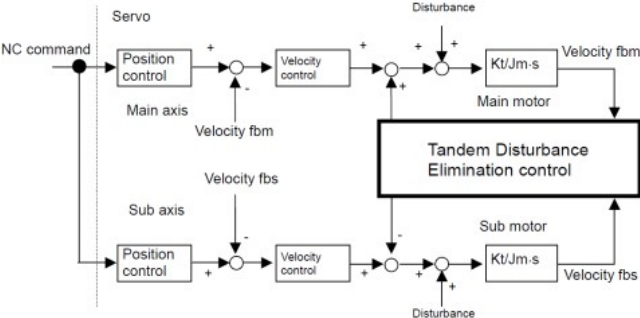 Disturbance
Servo
NC command
+
+
+
+
Velocity fbm
Position
control
Velocity
control
Kt/Jm·s
-
+
Main axis
Main motor
Velocity fbm
Tandem Disturbance
Elimination control
Velocity fbs
Sub axis
Sub motor
-
-
Position
control
Velocity
control
Kt/Jm·s
+
+
+
+
Velocity fbs
Disturbance